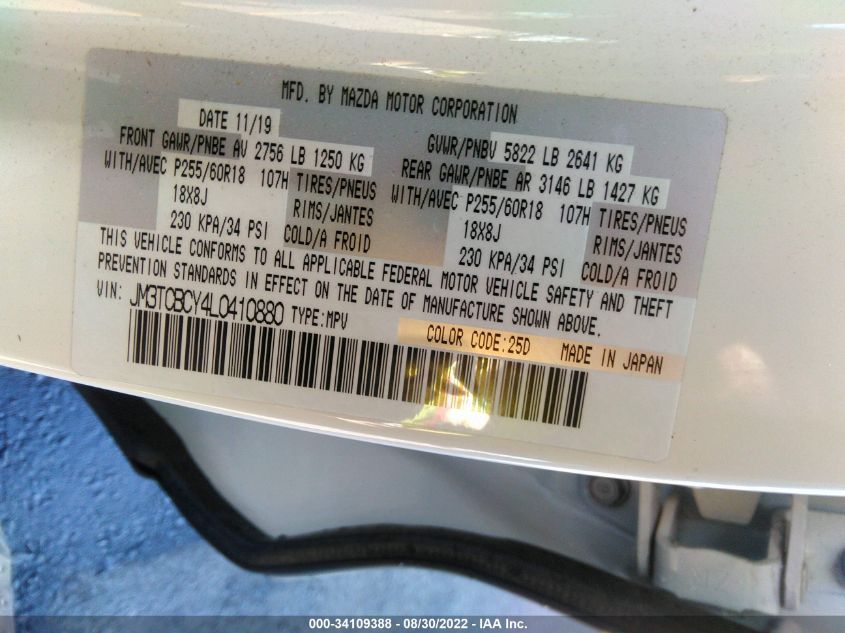 MFD. BY MAZDA MOTOR CORPORATION
DATE 11/19
GVWR/PNBV 5822 LB 2641 KG
FRONT GAWR/PNBE AV 2756 LB 1250 KG
REAR GAWR/PNBE AR 3146 LB 1427 KG
WITH/AVEC P255/60R18 107H TIRES/PNEUS
WITH/AVEC P255/60R18 107H TIRES/PNEUS
18X8J RIMS/JANTES
18X8J RIMS/JANTES
230 KPA/34 PSI COLD/A FROID
230 KPA/34 PSI COLD/A FROID
THIS VEHICLE CONFORMS TO ALL APPLICABLE FEDERAL MOTOR VEHICLE SAFETY AND THEFT
PREVENTION STANDARDS IN EFFECT ON THE DATE OF MANUFACTURE SHOWN ABOVE.
VIN: JM3TCBCY4L0410880 TYPE:MPV
COLOR CODE:25D MADE IN JAPAN
000-34109388 - 08/30/2022 - IAA Inc.